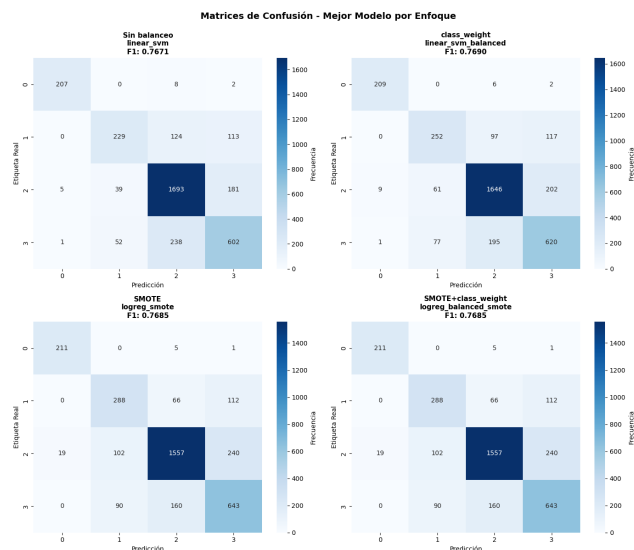 Matrices de Confusión - Mejor Modelo por Enfoque
Sin balanceo
linear_svm
F1: 0.7671
0 207 0 8 2
1 0 229 124 113
2 5 39 1693 181
3 1 52 238 602
0 1 2 3
Predicción
Etiqueta Real
1600
1400
1200
1000
800
600
400
200
0
Frecuencia
class_weight
linear_svm_balanced
F1: 0.7690
0 209 0 6 2
1 0 252 97 117
2 9 61 1646 202
3 1 77 195 620
0 1 2 3
Predicción
Etiqueta Real
1600
1400
1200
1000
800
600
400
200
0
Frecuencia
SMOTE
logreg_smote
F1: 0.7685
0 211 0 5 1
1 0 288 66 112
2 19 102 1557 240
3 0 90 160 643
0 1 2 3
Predicción
Etiqueta Real
1400
1200
1000
800
600
400
200
0
Frecuencia
SMOTE+class_weight
logreg_balanced_smote
F1: 0.7685
0 211 0 5 1
1 0 288 66 112
2 19 102 1557 240
3 0 90 160 643
0 1 2 3
Predicción
Etiqueta Real
1400
1200
1000
800
600
400
200
0
Frecuencia